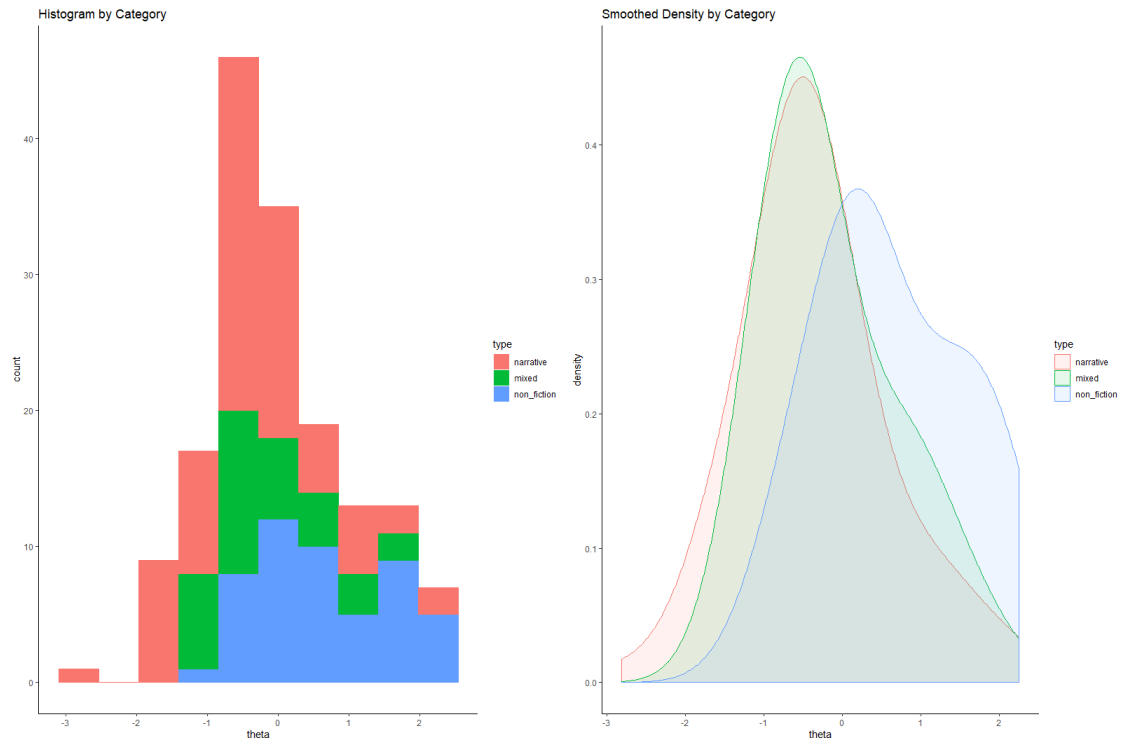 Histogram by Category
count
40
30
20
10
0
-3
-2
-1
0
1
2
theta
type
narrative
mixed
non_fiction
Smoothed Density by Category
density
0.4
0.3
0.2
0.1
0.0
-3
-2
-1
0
1
2
theta
type
narrative
mixed
non_fiction